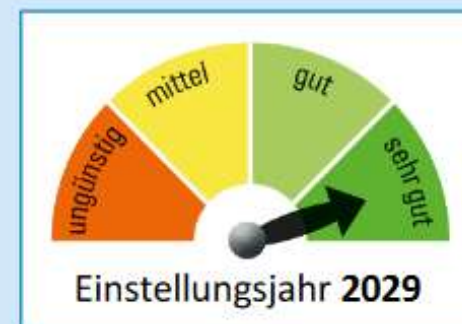 ungünstig
mittel
gut
sehr gut
Einstellungsjahr 2029